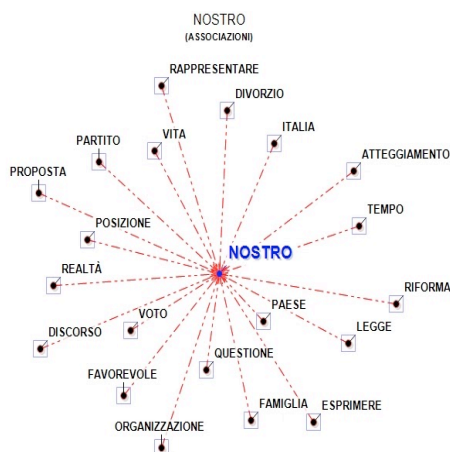 NOSTRO
(ASSOCIAZIONI)
RAPPRESENTARE
DIVORZIO
ITALIA
VITA
PARTITO
ATTEGGIAMENTO
PROPOSTA
TEMPO
POSIZIONE
NOSTRO
REALTÀ
RIFORMA
PAESE
VOTO
LEGGE
DISCORSO
QUESTIONE
FAVOREVOLE
FAMIGLIA
ESPRIMERE
ORGANIZZAZIONE